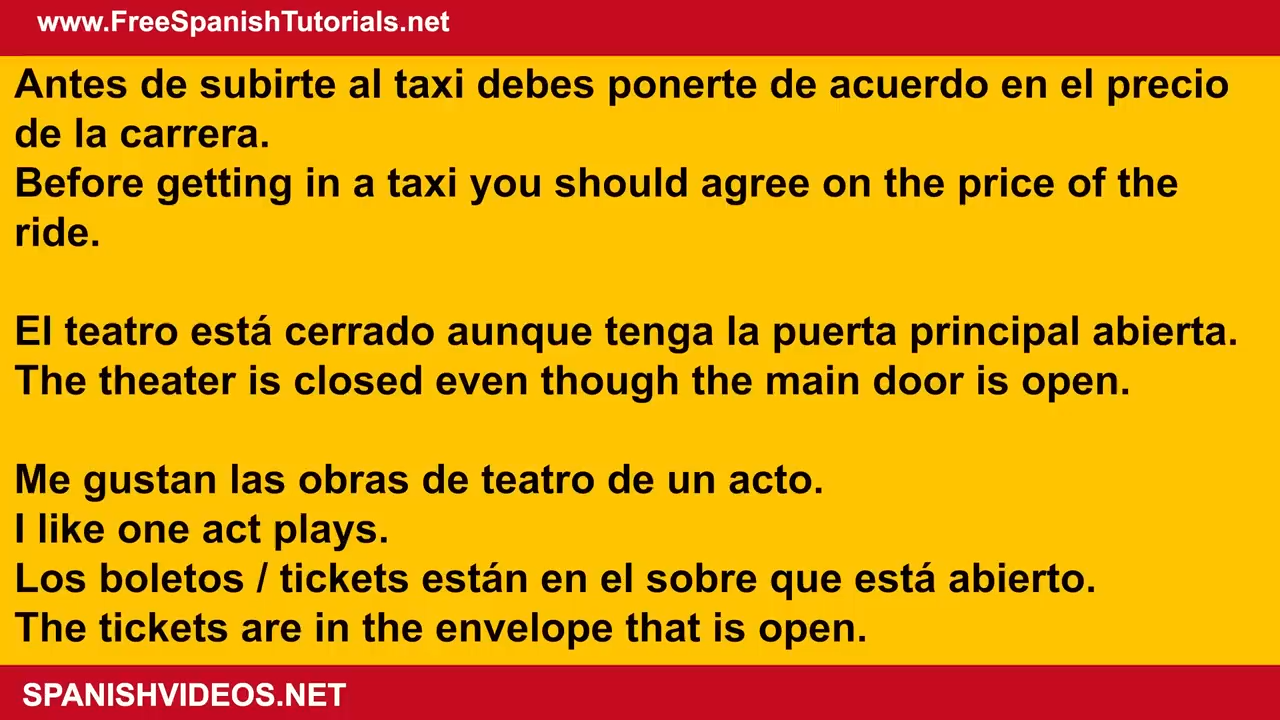 www.FreeSpanishTutorials.net
Antes de subirte al taxi debes ponerte de acuerdo en el precio
de la carrera.
Before getting in a taxi you should agree on the price of the
ride.
El teatro está cerrado aunque tenga la puerta principal abierta.
The theater is closed even though the main door is open.
Me gustan las obras de teatro de un acto.
I like one act plays.
Los boletos / tickets están en el sobre que está abierto.
The tickets are in the envelope that is open.
SPANISHVIDEOS.NET